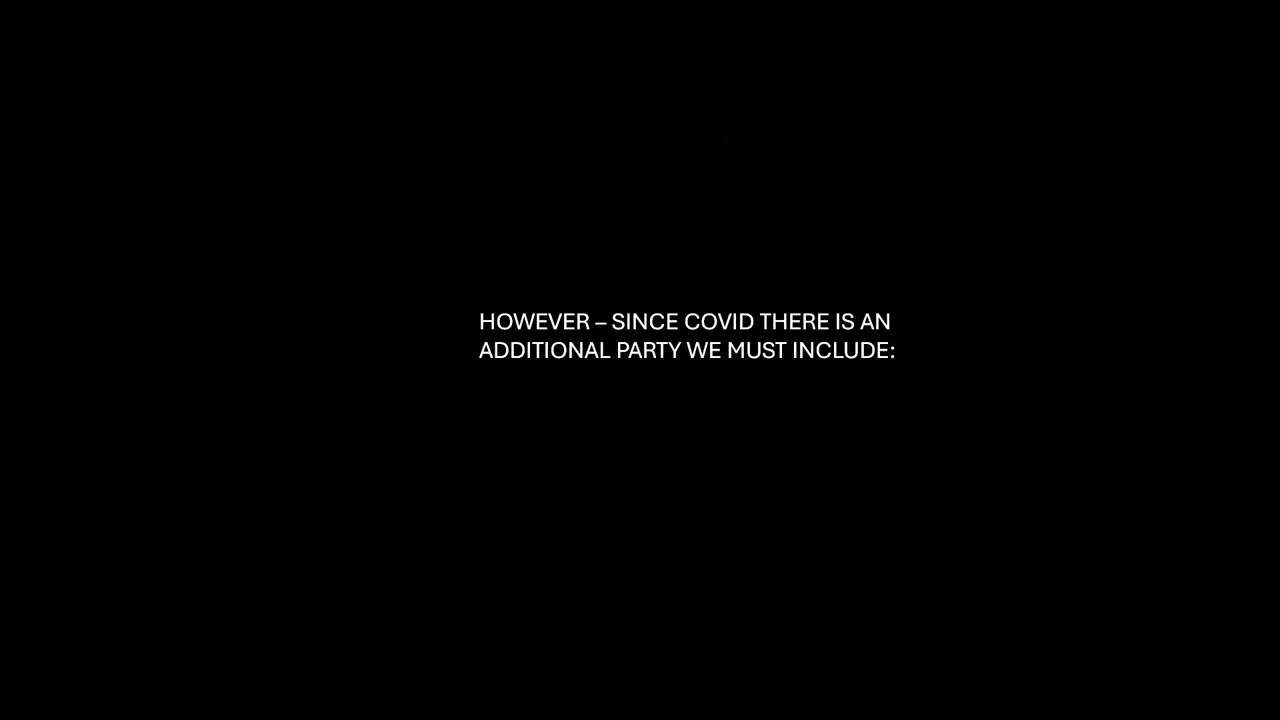 HOWEVER – SINCE COVID THERE IS AN
ADDITIONAL PARTY WE MUST INCLUDE: